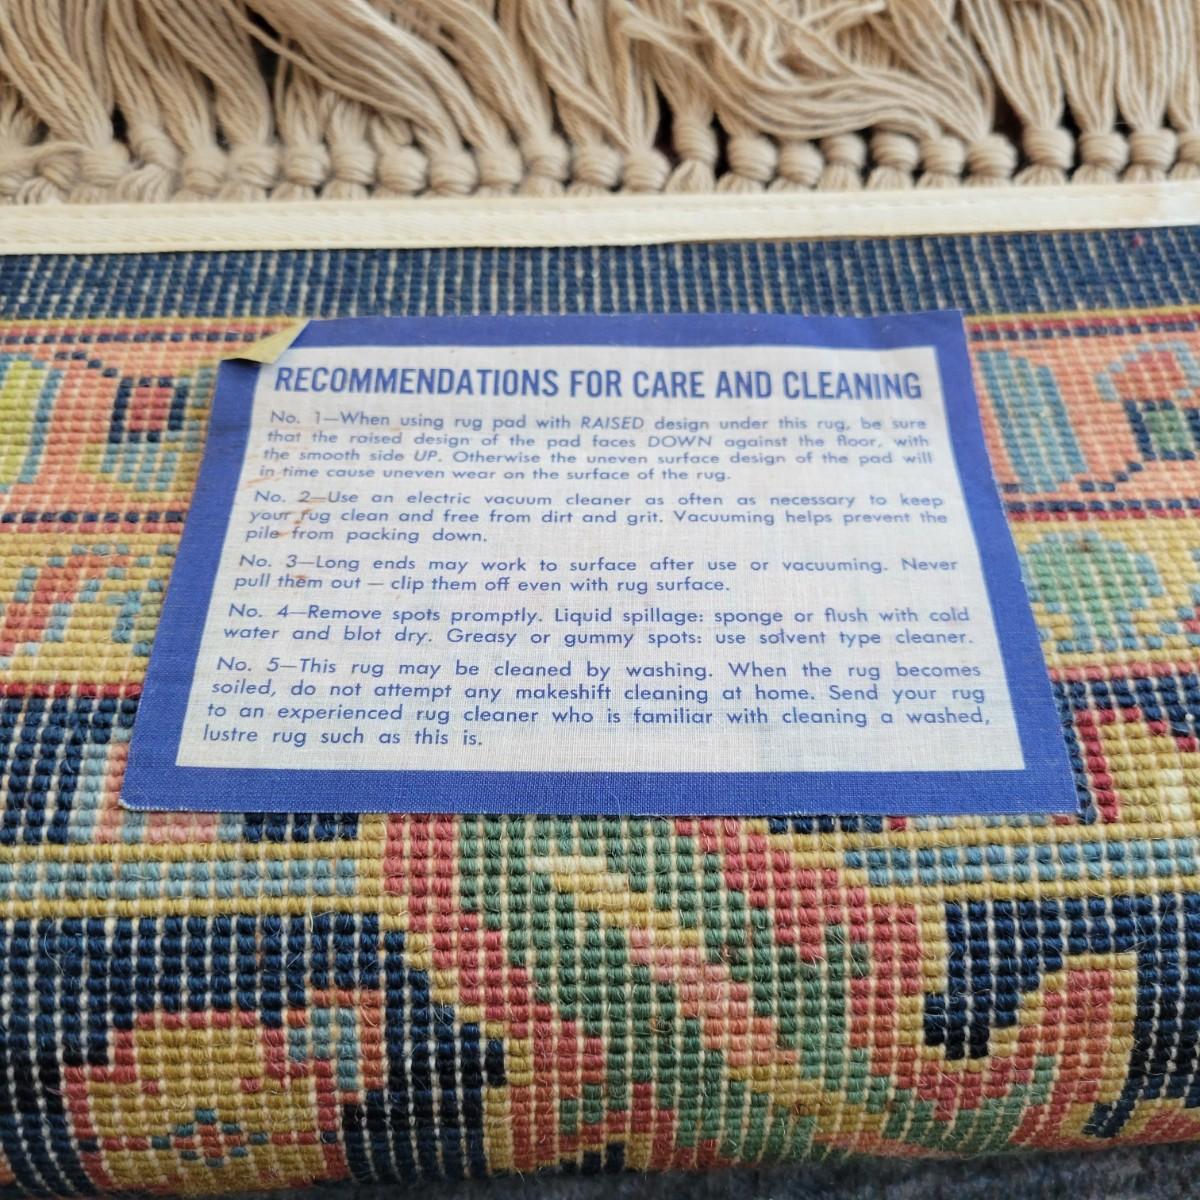 RECOMMENDATIONS FOR CARE AND CLEANING
No. 1—When using rug pad with RAISED design under this rug, be sure
that the raised design of the pad faces DOWN against the floor, with
the smooth side UP. Otherwise the uneven surface design of the pad will
in time cause uneven wear on the surface of the rug.
No. 2—Use an electric vacuum cleaner as often as necessary to keep
your rug clean and free from dirt and grit. Vacuuming helps prevent the
pile from packing down.
No. 3—Long ends may work to surface after use or vacuuming. Never
pull them out — clip them off even with rug surface.
No. 4—Remove spots promptly. Liquid spillage: sponge or flush with cold
water and blot dry. Greasy or gummy spots: use solvent type cleaner.
No. 5—This rug may be cleaned by washing. When the rug becomes
soiled, do not attempt any makeshift cleaning at home. Send your rug
to an experienced rug cleaner who is familiar with cleaning a washed,
lustre rug such as this is.